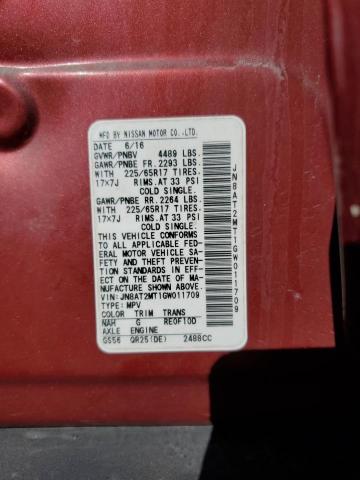 MFD BY NISSAN MOTOR CO.,LTD.
DATE 6/16
GVWR/PNBV 4489 LBS.
GAWR/PNBE FR. 2293 LBS.
WITH 225/65R17 TIRES.
17x7J RIMS. AT 33 PSI
COLD SINGLE.
GAWR/PNBE RR. 2264 LBS.
WITH 225/65R17 TIRES.
17x7J RIMS. AT 33 PSI
COLD SINGLE.
THIS VEHICLE CONFORMS
TO ALL APPLICABLE FED-
ERAL MOTOR VEHICLE SA-
FETY AND THEFT PREVEN-
TION STANDARDS IN EFF-
ECT ON THE DATE OF MA-
NUFACTURE SHOWN ABOVE.
VIN:JN8AT2MT1GW011709
TYPE: MPV
COLOR TRIM TRANS
NAH G RE0F10D
AXLE ENGINE
GS56 QR25(DE) 2488CC
JN8AT2MT1GW011709